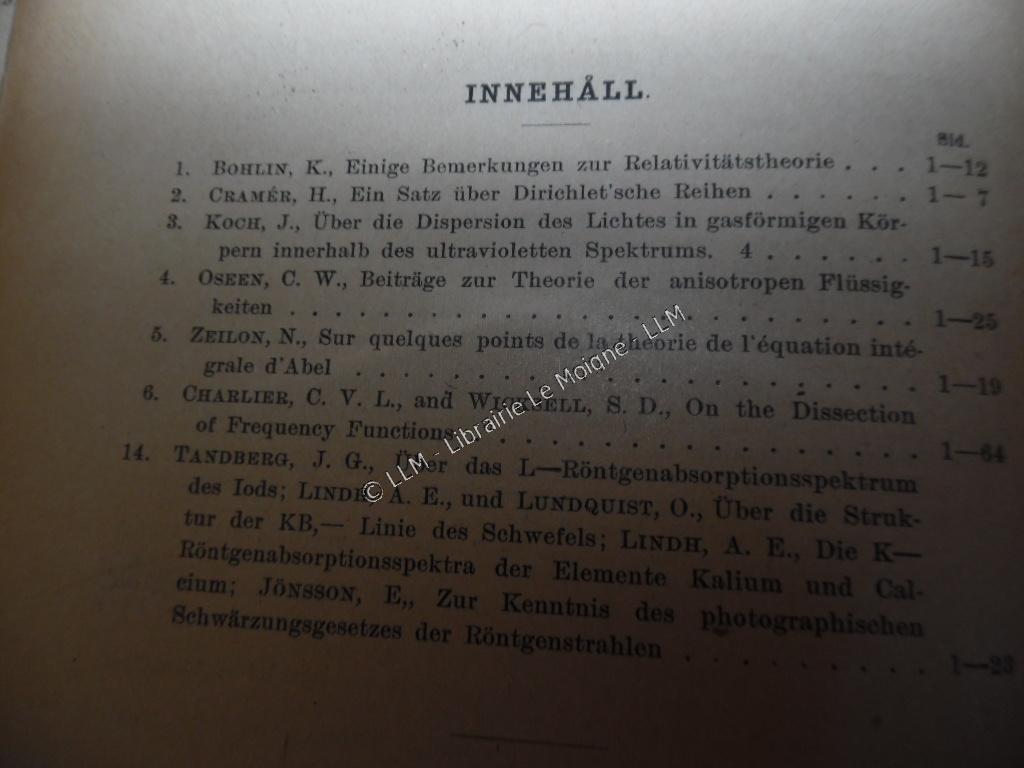 INNEHÅLL.
Sid.
1. BOHLIN, K., Einige Bemerkungen zur Relativitätstheorie . . . 1—12
2. CRAMÉR, H., Ein Satz über Dirichlet'sche Reihen . . . . . . 1— 7
3. KOCH, J., Über die Dispersion des Lichtes in gasförmigen Kör-
pern innerhalb des ultravioletten Spektrums. 4 . . . . . . 1—15
4. OSEEN, C. W., Beiträge zur Theorie der anisotropen Flüssig-
keiten . . . . . . . . . . . . . . . . . . . . . 1—25
5. ZEILON, N., Sur quelques points de la théorie de l'équation inté-
grale d'Abel . . . . . . . . . . . . . . . . . . . 1—19
6. CHARLIER, C. V. L., and WICKSELL, S. D., On the Dissection
of Frequency Functions . . . . . . . . . . . . . 1—64
14. TANDBERG, J. G., Über das L—Röntgenabsorptionsspektrum
des Iods; LINDH, A. E., und LUNDQUIST, O., Über die Struk-
tur der KB,— Linie des Schwefels; LINDH, A. E., Die K—
Röntgenabsorptionsspektra der Elemente Kalium und Cal-
cium; JÖNSSON, E,, Zur Kenntnis des photographischen
Schwärzungsgesetzes der Röntgenstrahlen . . . . . . . . . 1—23
© LLM - Librairie Le Moigne - LLM